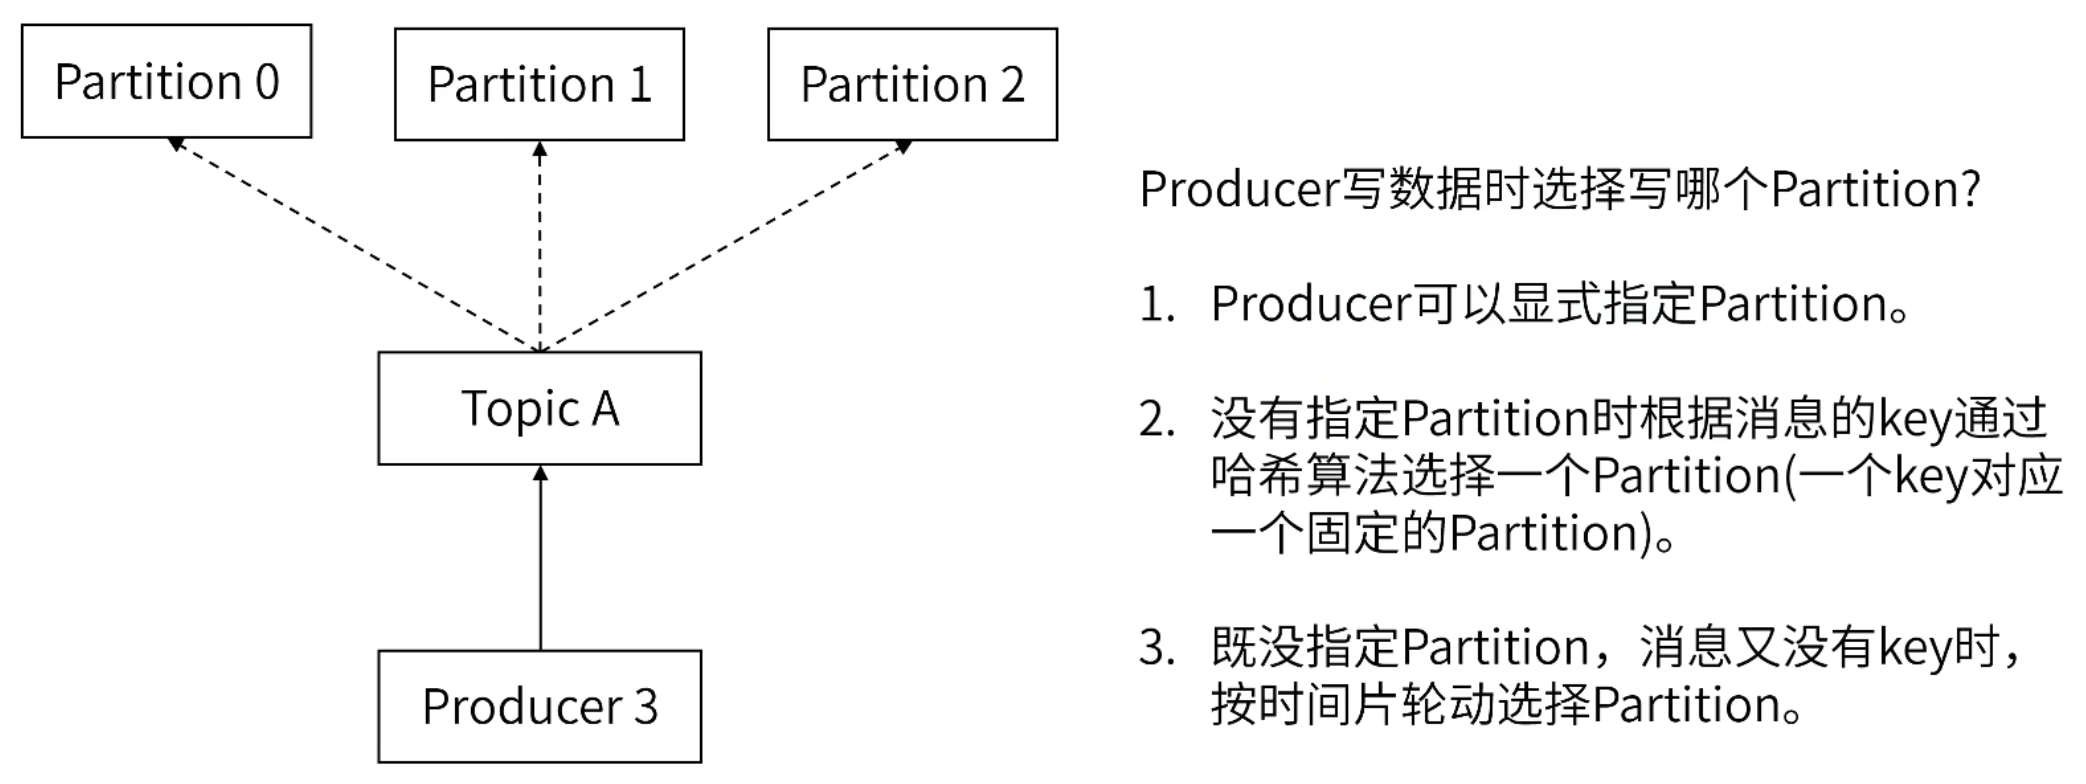 Partition 0
Partition 1
Partition 2
Topic A
Producer 3
Producer写数据时选择写哪个Partition?
1. Producer可以显式指定Partition。
2. 没有指定Partition时根据消息的key通过
哈希算法选择一个Partition(一个key对应
一个固定的Partition)。
3. 既没指定Partition，消息又没有key时，
按时间片轮动选择Partition。